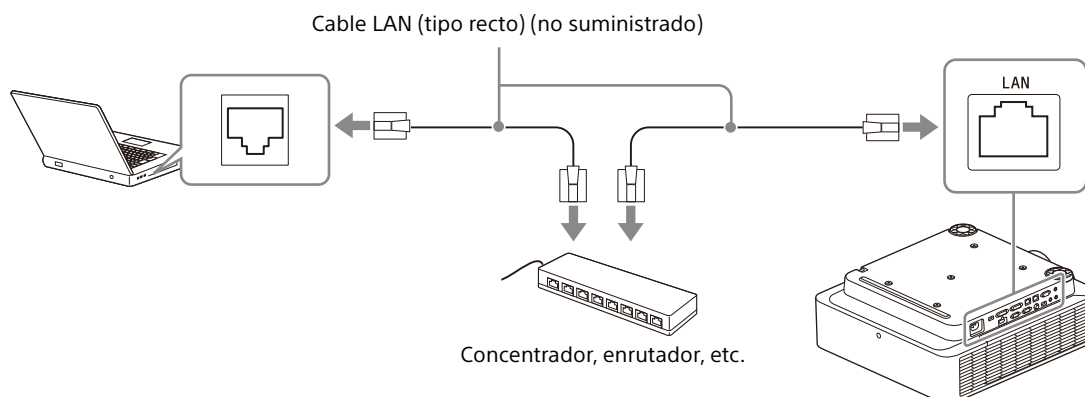 Cable LAN (tipo recto) (no suministrado)
LAN
Concentrador, enrutador, etc.